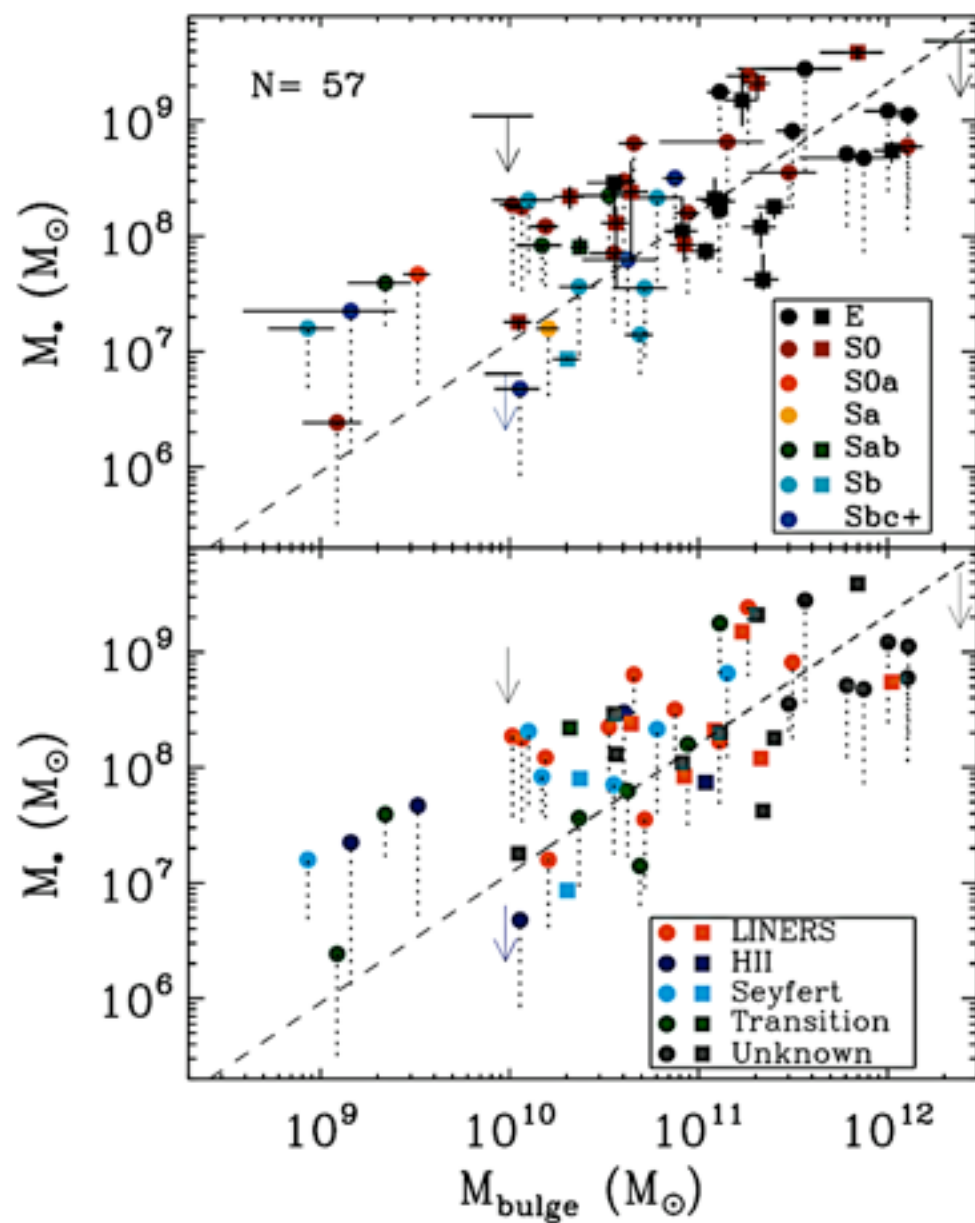 N= 57
M• (M⊙)
10⁹
10⁸
10⁷
10⁶
E
S0
S0a
Sa
Sab
Sb
Sbc+
M• (M⊙)
10⁹
10⁸
10⁷
10⁶
LINERS
HII
Seyfert
Transition
Unknown
10⁹ 10¹⁰ 10¹¹ 10¹²
Mbulge (M⊙)